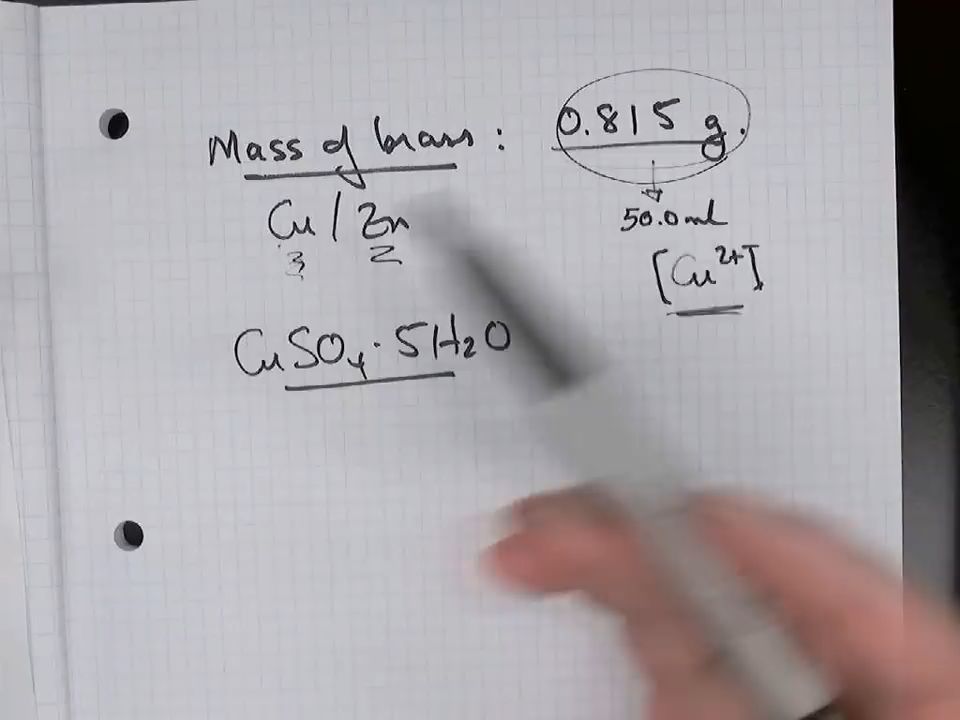 Mass of brass : 0.815 g.
Cu / Zn
3 2
50.0 ml
[Cu²⁺]
CuSO₄ · 5H₂O